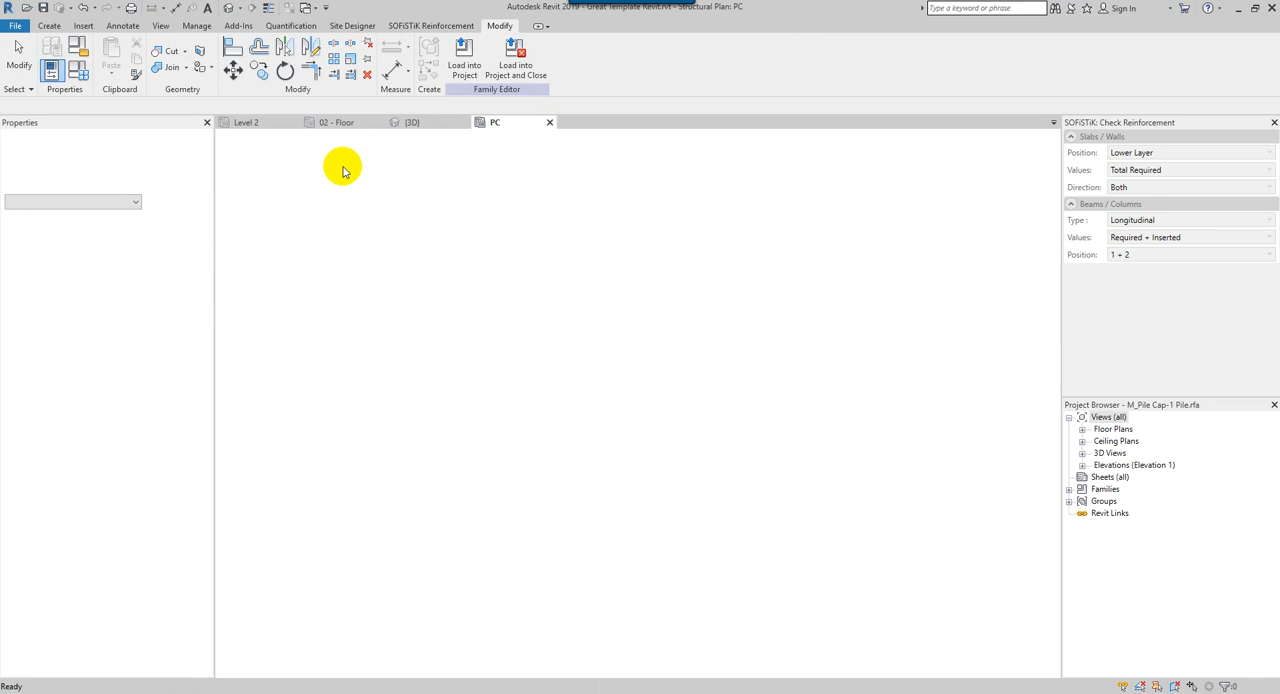 Autodesk Revit 2019 - Great Template Revit.rvt - Structural Plan: PC
Type a keyword or phrase
Sign In
File Create Insert Annotate View Manage Add-Ins Quantification Site Designer SOFiSTiK Reinforcement Modify
Modify
Paste
Cut
Join
Load into Project
Load into Project and Close
Select Properties Clipboard Geometry Modify Measure Create Family Editor
Properties
Level 2 02 - Floor {3D} PC
SOFiSTiK: Check Reinforcement
Slabs / Walls
Position: Lower Layer
Values: Total Required
Direction: Both
Beams / Columns
Type : Longitudinal
Values: Required + Inserted
Position: 1 + 2
Project Browser - M_Pile Cap-1 Pile.rfa
Views (all)
Floor Plans
Ceiling Plans
3D Views
Elevations (Elevation 1)
Sheets (all)
Families
Groups
Revit Links
Ready
:0